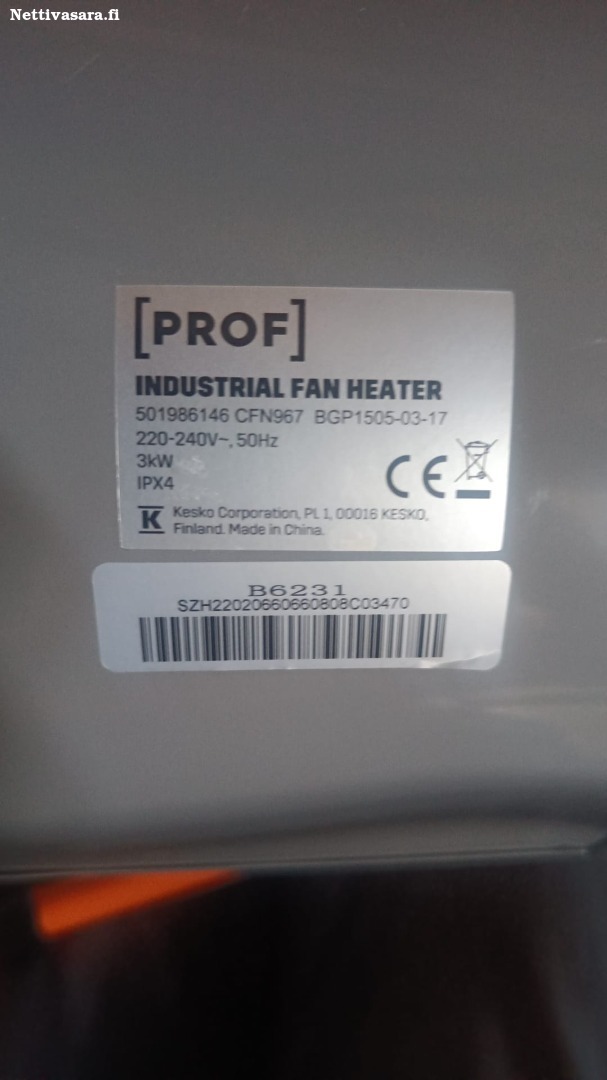 Nettivasara.fi
[PROF]
INDUSTRIAL FAN HEATER
501986146 CFN967 BGP1505-03-17
220-240V~, 50Hz
3kW
IPX4
CE
K Kesko Corporation, PL 1, 00016 KESKO,
Finland. Made in China.
B6231
SZH22020660660808C03470